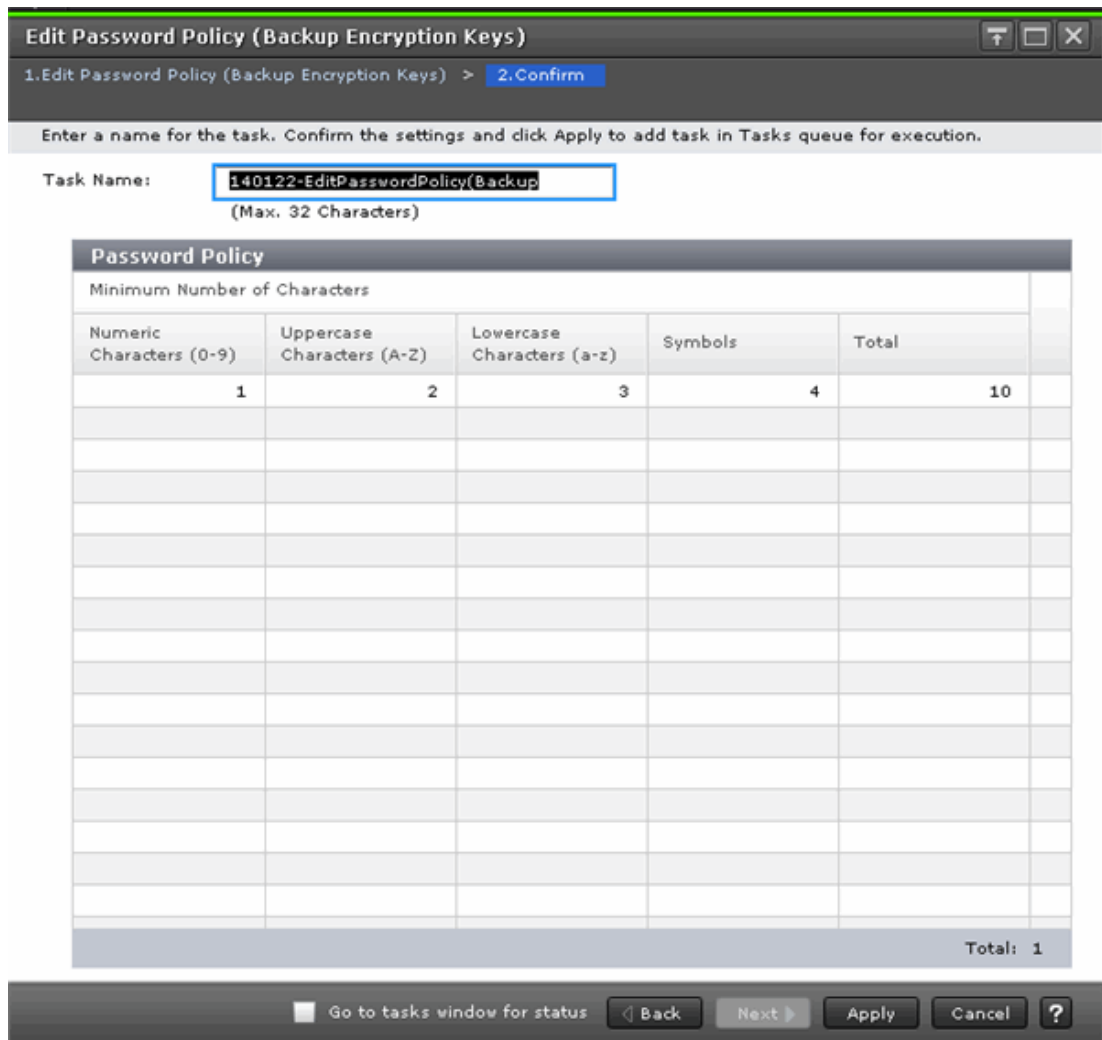 Edit Password Policy (Backup Encryption Keys)
1.Edit Password Policy (Backup Encryption Keys) > 2.Confirm
Enter a name for the task. Confirm the settings and click Apply to add task in Tasks queue for execution.
Task Name: 140122-EditPasswordPolicy(Backup
(Max. 32 Characters)
Password Policy
Minimum Number of Characters
Numeric Characters (0-9) Uppercase Characters (A-Z) Lowercase Characters (a-z) Symbols Total
1 2 3 4 10
Total: 1
Go to tasks window for status Back Next Apply Cancel ?